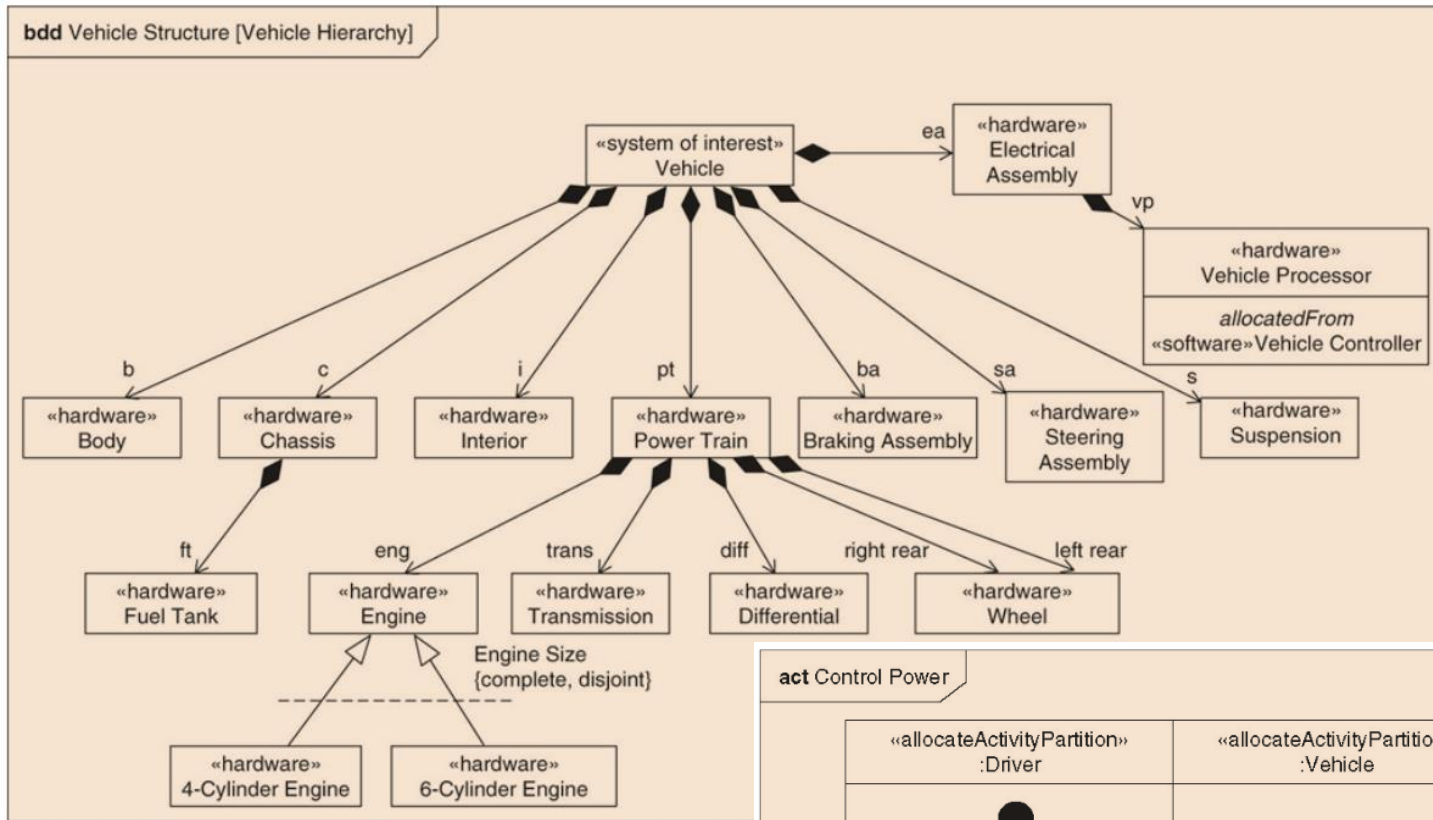 bdd Vehicle Structure [Vehicle Hierarchy]
«system of interest»
Vehicle
ea
«hardware»
Electrical
Assembly
vp
«hardware»
Vehicle Processor
allocatedFrom
«software»Vehicle Controller
b
c
i
pt
ba
sa
s
«hardware»
Body
«hardware»
Chassis
«hardware»
Interior
«hardware»
Power Train
«hardware»
Braking Assembly
«hardware»
Steering
Assembly
«hardware»
Suspension
ft
eng
trans
diff
right rear
left rear
«hardware»
Fuel Tank
«hardware»
Engine
«hardware»
Transmission
«hardware»
Differential
«hardware»
Wheel
Engine Size
{complete, disjoint}
«hardware»
4-Cylinder Engine
«hardware»
6-Cylinder Engine
act Control Power
«allocateActivityPartition»
:Driver
«allocateActivityPartitio
:Vehicle